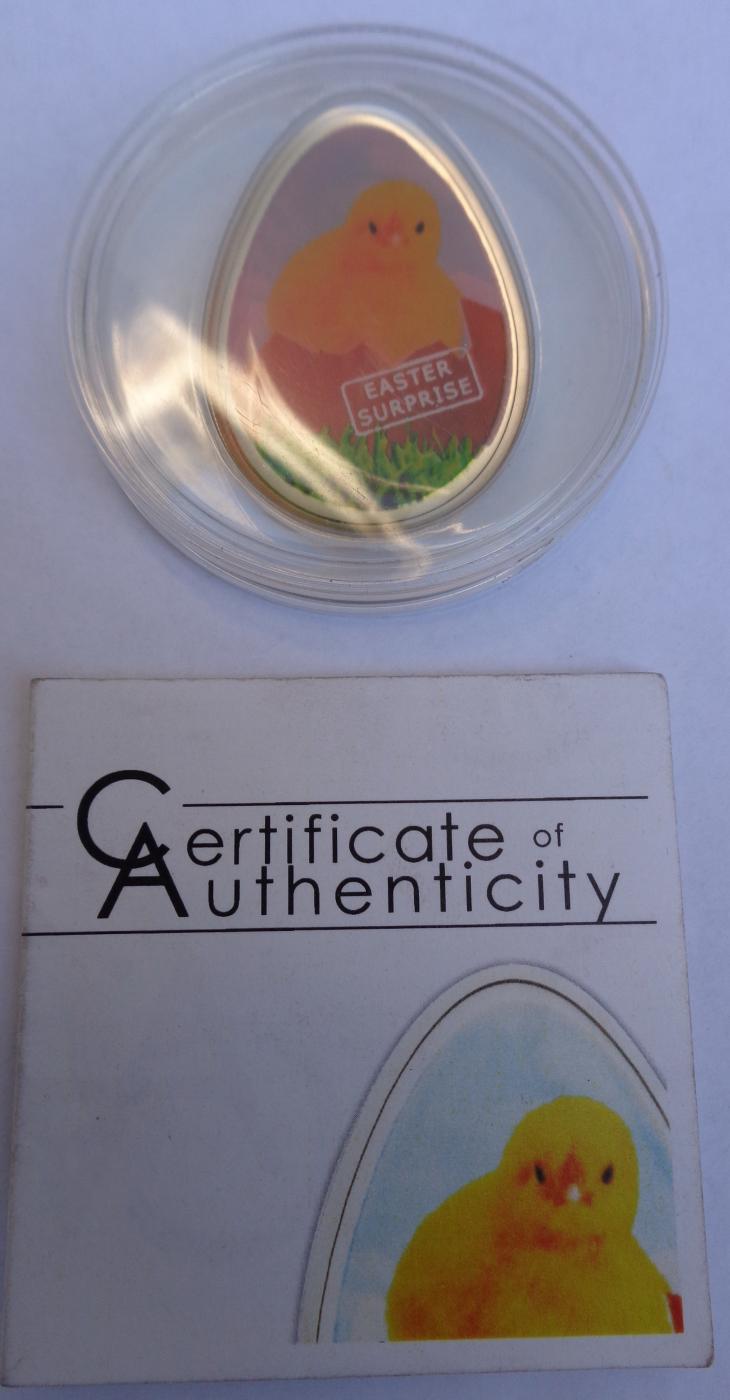 EASTER
SURPRISE
Certificate of
Authenticity